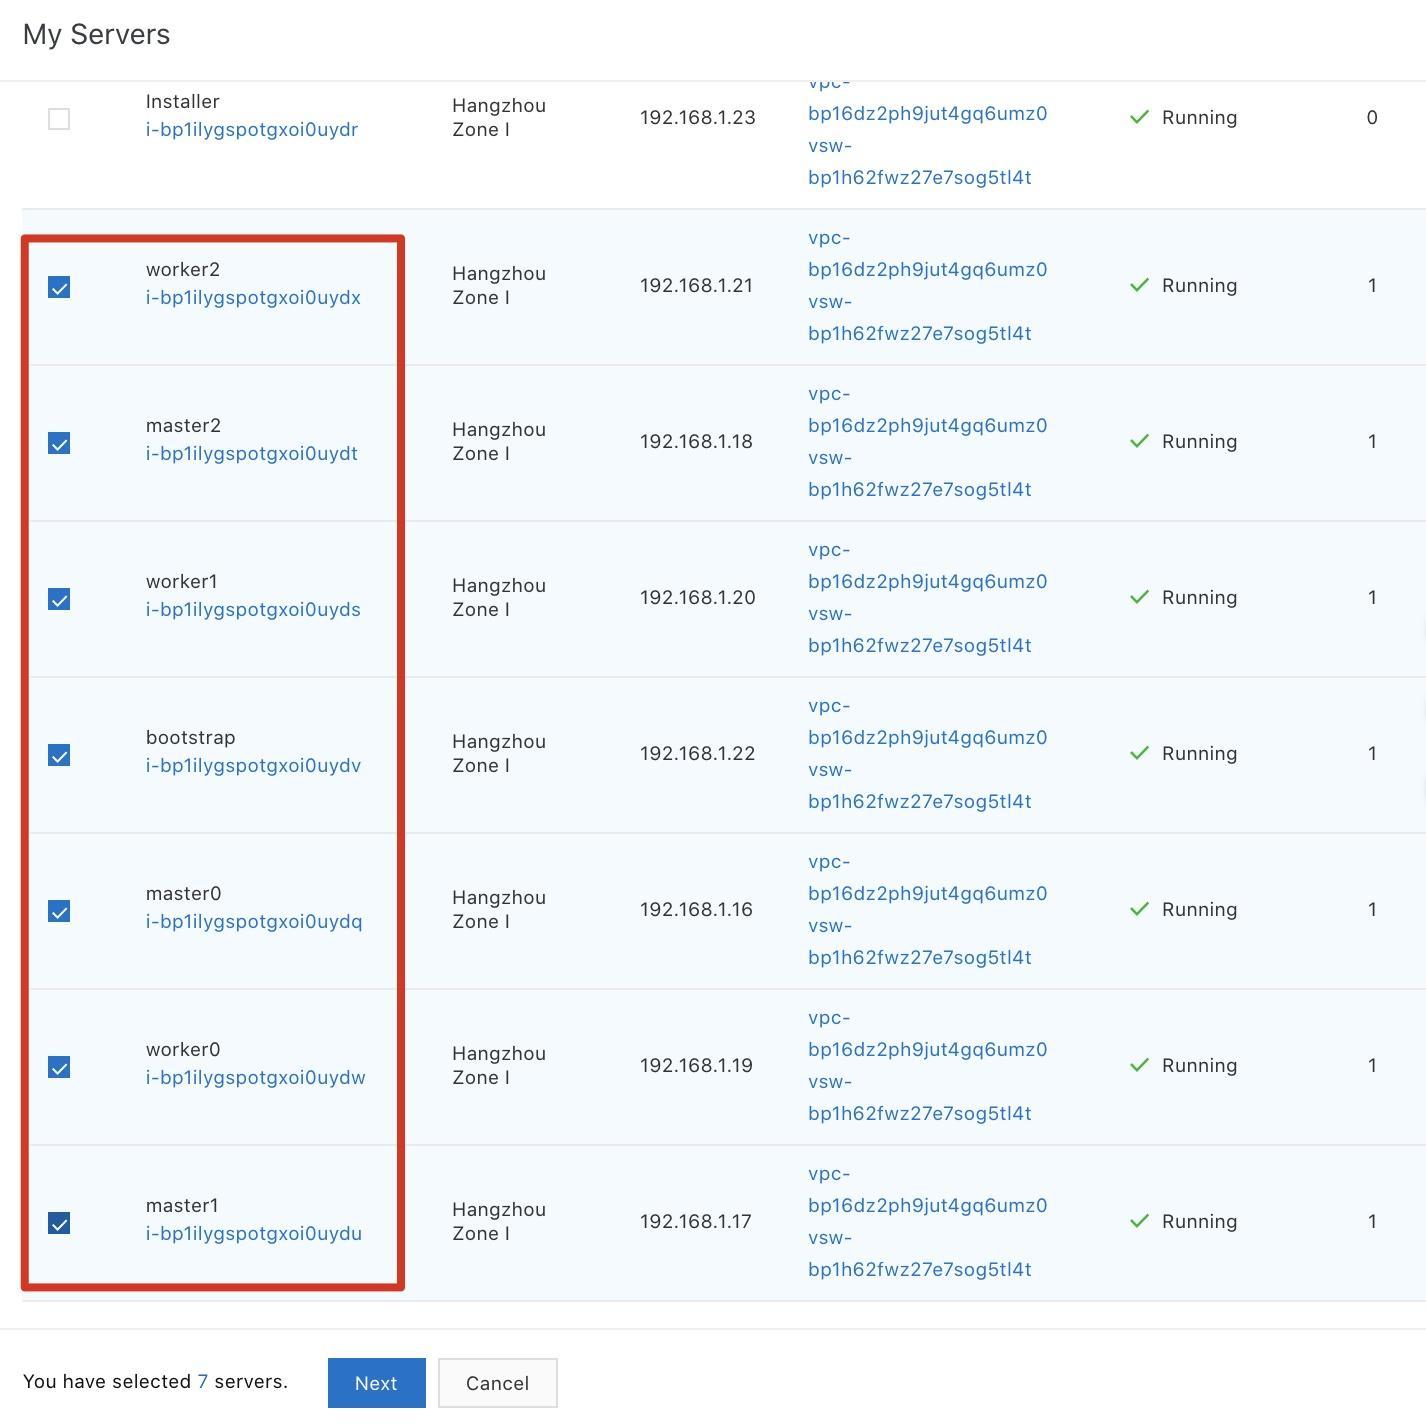 My Servers
vpc-
Installer
i-bp1ilygspotgxoi0uydr
Hangzhou
Zone I
192.168.1.23
bp16dz2ph9jut4gq6umz0
vsw-
bp1h62fwz27e7sog5tl4t
Running
0
worker2
i-bp1ilygspotgxoi0uydx
Hangzhou
Zone I
192.168.1.21
vpc-
bp16dz2ph9jut4gq6umz0
vsw-
bp1h62fwz27e7sog5tl4t
Running
1
master2
i-bp1ilygspotgxoi0uydt
Hangzhou
Zone I
192.168.1.18
vpc-
bp16dz2ph9jut4gq6umz0
vsw-
bp1h62fwz27e7sog5tl4t
Running
1
worker1
i-bp1ilygspotgxoi0uyds
Hangzhou
Zone I
192.168.1.20
vpc-
bp16dz2ph9jut4gq6umz0
vsw-
bp1h62fwz27e7sog5tl4t
Running
1
bootstrap
i-bp1ilygspotgxoi0uydv
Hangzhou
Zone I
192.168.1.22
vpc-
bp16dz2ph9jut4gq6umz0
vsw-
bp1h62fwz27e7sog5tl4t
Running
1
master0
i-bp1ilygspotgxoi0uydq
Hangzhou
Zone I
192.168.1.16
vpc-
bp16dz2ph9jut4gq6umz0
vsw-
bp1h62fwz27e7sog5tl4t
Running
1
worker0
i-bp1ilygspotgxoi0uydw
Hangzhou
Zone I
192.168.1.19
vpc-
bp16dz2ph9jut4gq6umz0
vsw-
bp1h62fwz27e7sog5tl4t
Running
1
master1
i-bp1ilygspotgxoi0uydu
Hangzhou
Zone I
192.168.1.17
vpc-
bp16dz2ph9jut4gq6umz0
vsw-
bp1h62fwz27e7sog5tl4t
Running
1
You have selected 7 servers.
Next
Cancel